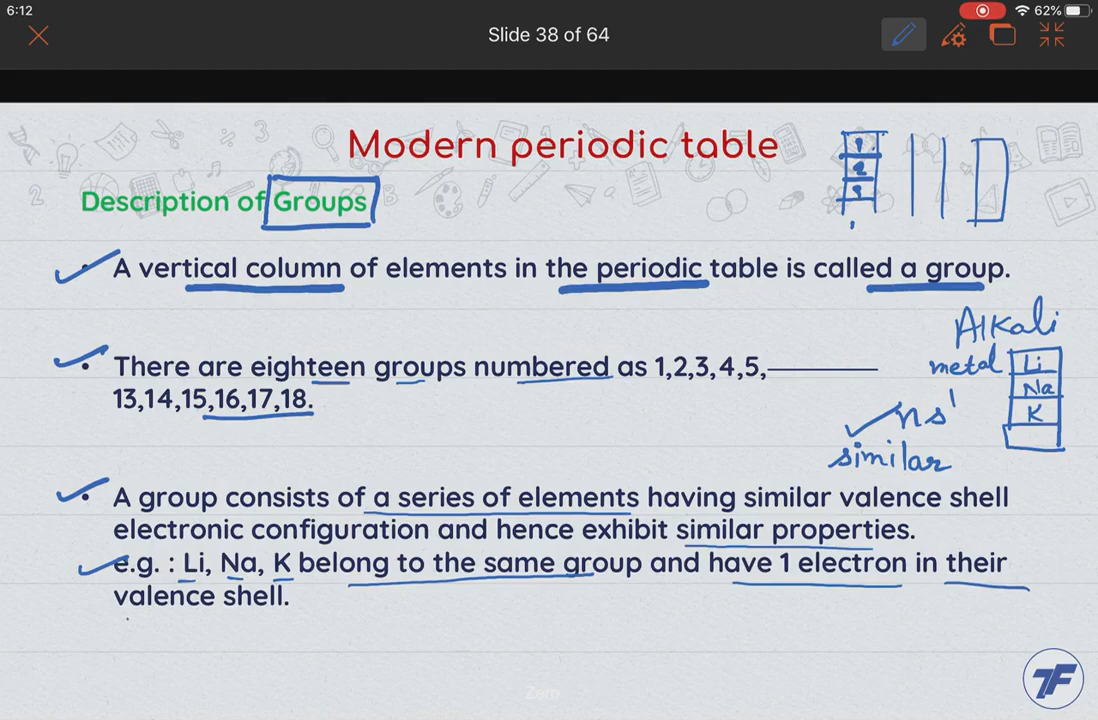 6:12
62%
Slide 38 of 64
Modern periodic table
1
2
3
Description of Groups
• A vertical column of elements in the periodic table is called a group.
Alkali
metal
Li
Na
K
• There are eighteen groups numbered as 1,2,3,4,5,————
13,14,15,16,17,18.
ns¹
similar
• A group consists of a series of elements having similar valence shell
electronic configuration and hence exhibit similar properties.
e.g. : Li, Na, K belong to the same group and have 1 electron in their
valence shell.
Zem